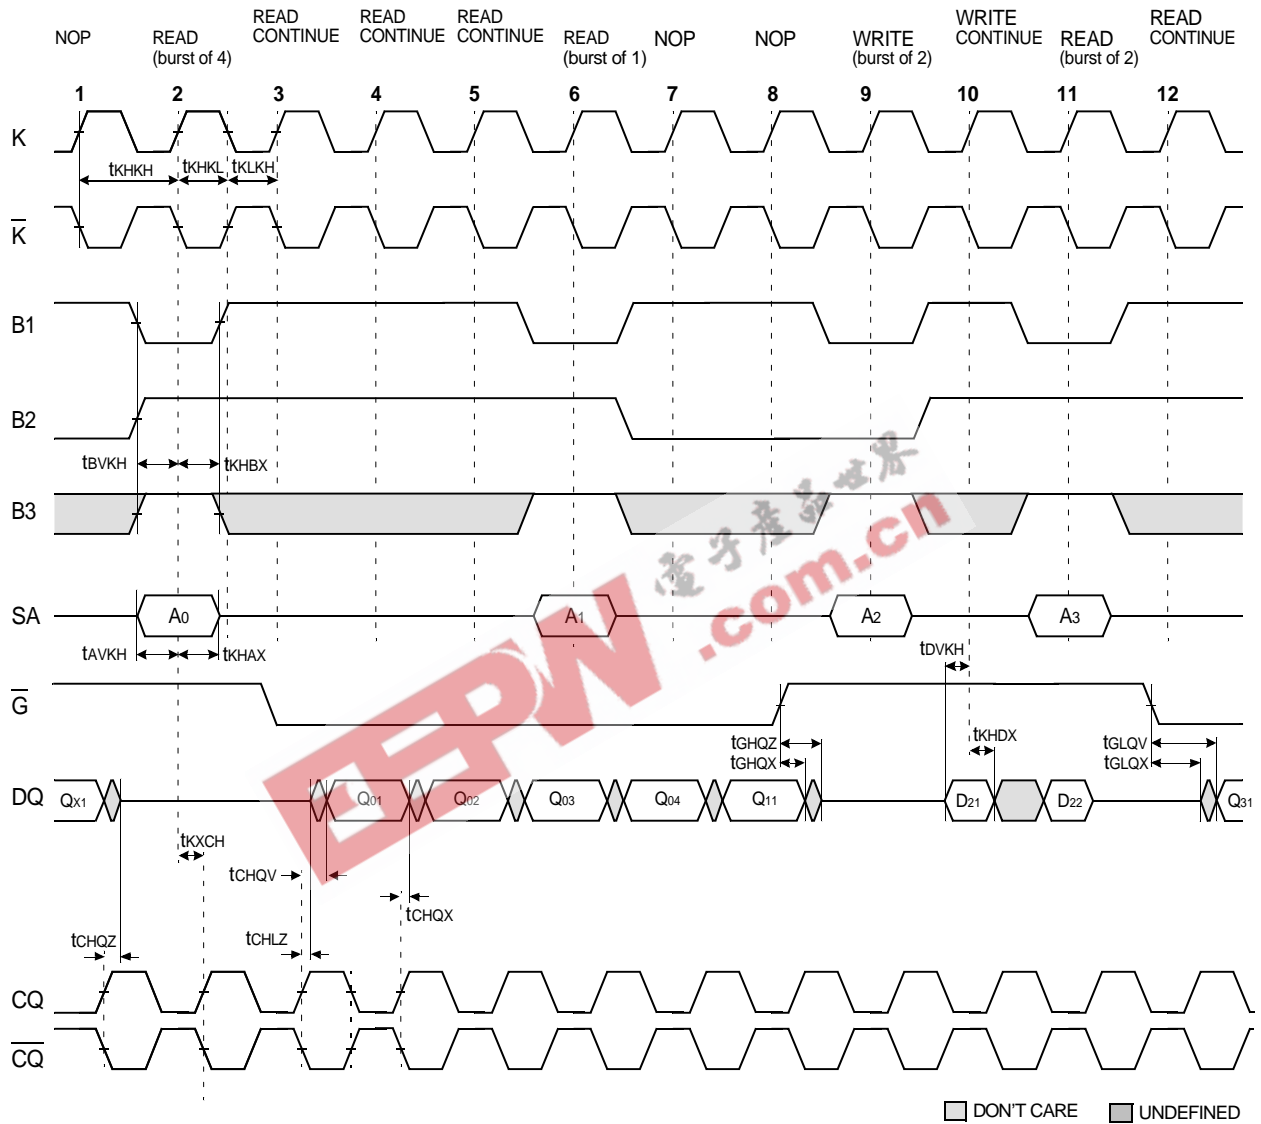 NOP READ (burst of 4) READ CONTINUE READ CONTINUE READ CONTINUE READ (burst of 1) NOP NOP WRITE (burst of 2) WRITE CONTINUE READ (burst of 2) READ CONTINUE
1 2 3 4 5 6 7 8 9 10 11 12
K
tKHKH tKHKL tKLKH
K
B1
B2
tBVKH tKHBX
B3
電子產品世界
.com.cn
EEPW
SA A0 A1 A2 A3
tAVKH tKHAX tDVKH
G
tKHDX
tGHQZ tGLQV
tGHQX tGLQX
DQ QX1 Q01 Q02 Q03 Q04 Q11 D21 D22 Q31
tKXCH
tCHQV
tCHQX
tCHQZ tCHLZ
CQ
CQ
DON'T CARE UNDEFINED